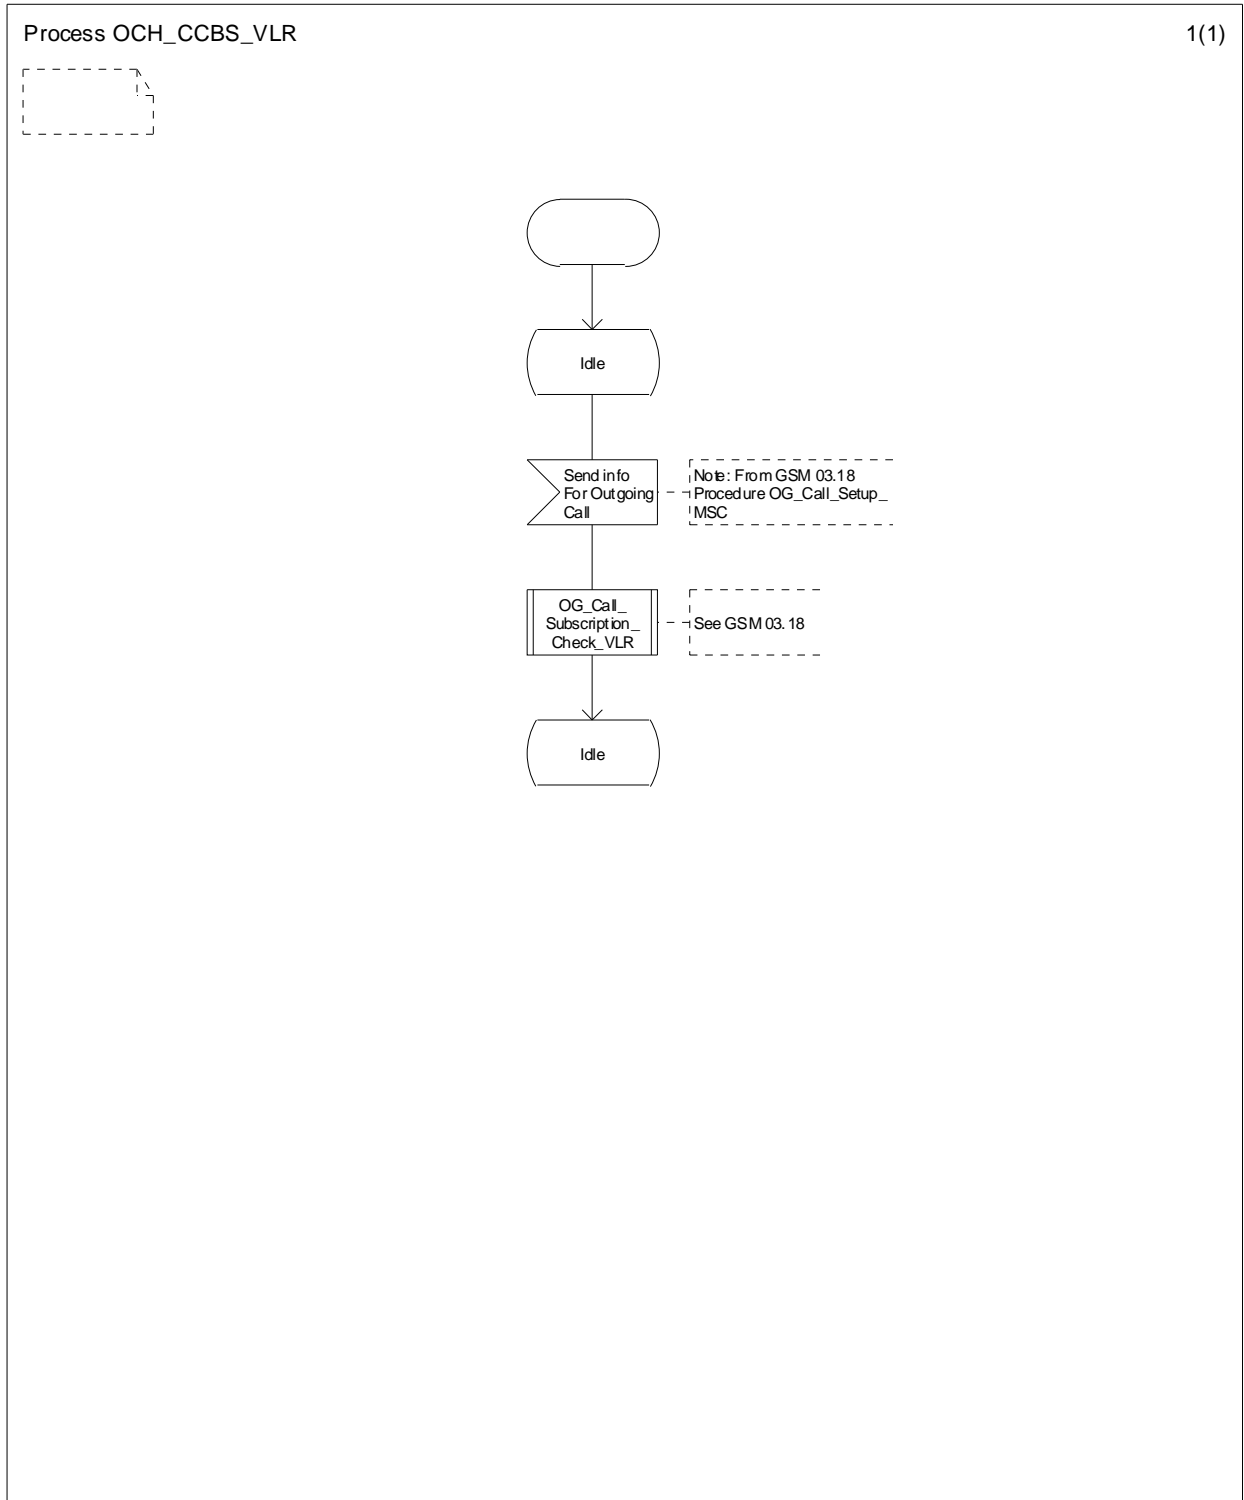 Process OCH_CCBS_VLR
1(1)
Idle
Send info
For Outgoing
Call
Note: From GSM 03.18
Procedure OG_Call_Setup_
MSC
OG_Call_
Subscription_
Check_VLR
See GSM 03.18
Idle